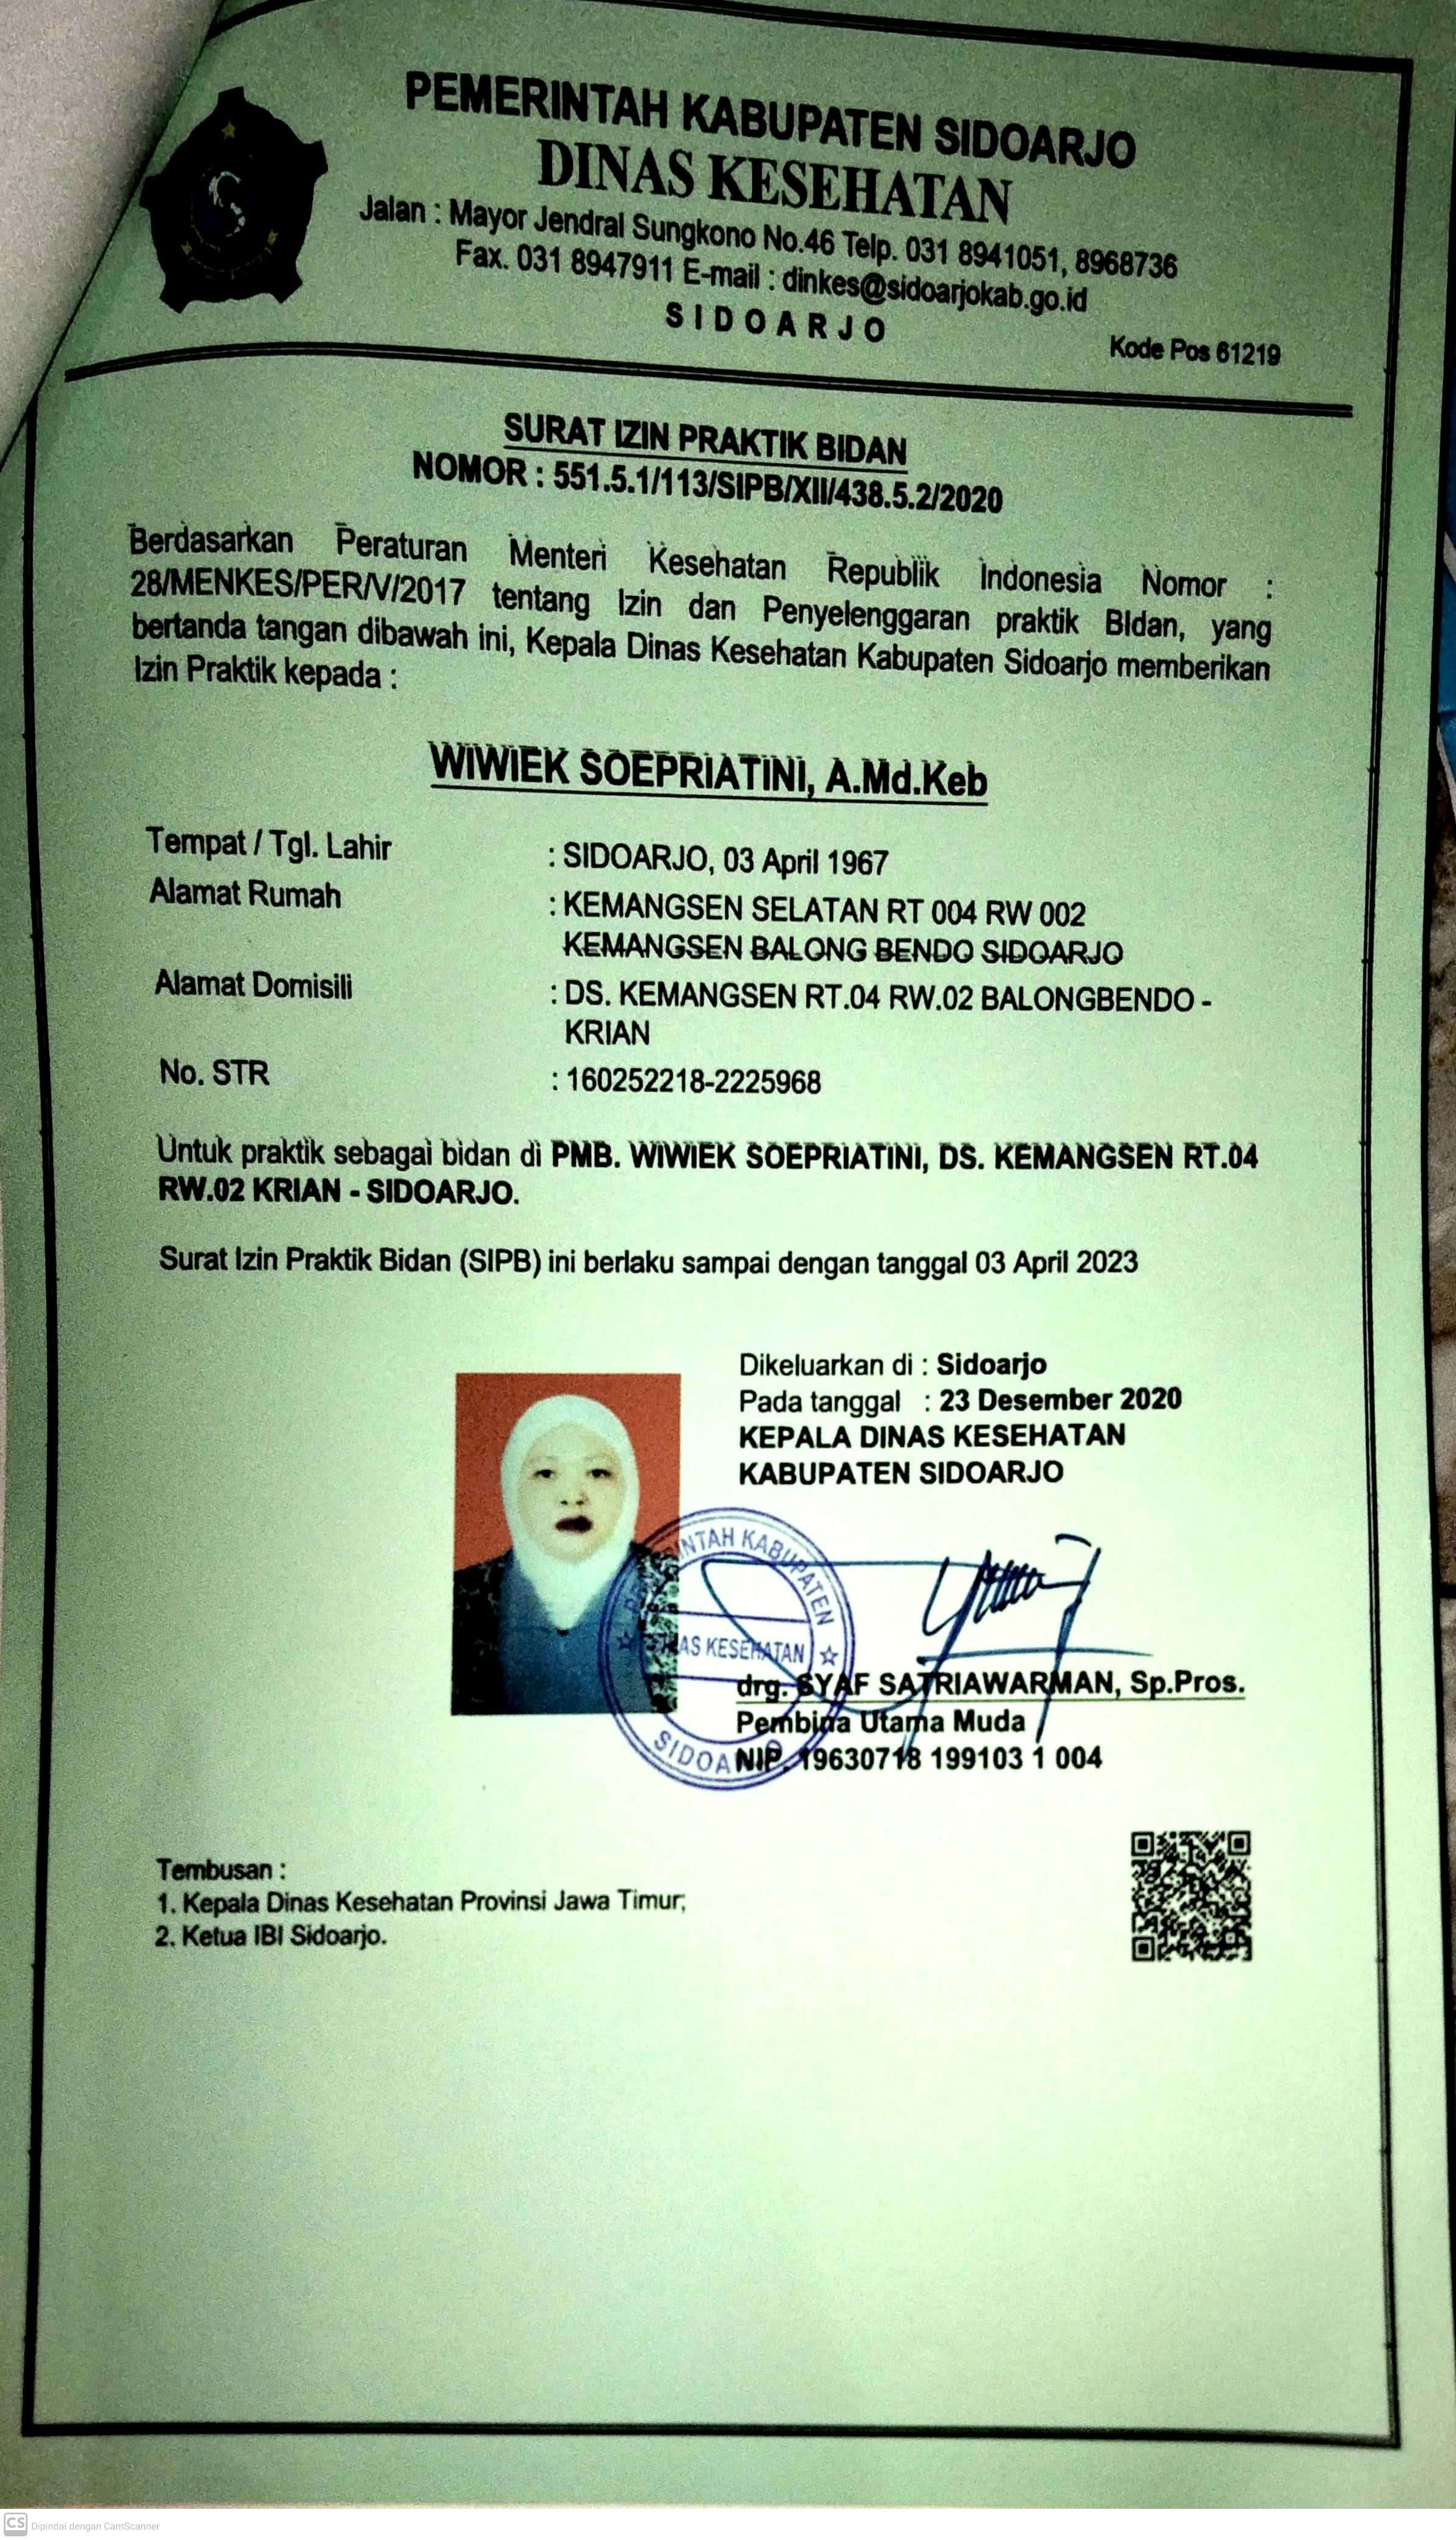 PEMERINTAH KABUPATEN SIDOARJO
DINAS KESEHATAN
Jalan : Mayor Jendral Sungkono No.46 Telp. 031 8941051, 8968736
Fax. 031 8947911 E-mail : dinkes@sidoarjokab.go.id
SIDOARJO
Kode Pos 61219
SURAT IZIN PRAKTIK BIDAN
NOMOR : 551.5.1/113/SIPB/XII/438.5.2/2020
Berdasarkan Peraturan Menteri Kesehatan Republik Indonesia Nomor :
28/MENKES/PER/V/2017 tentang Izin dan Penyelenggaran praktik BIdan, yang
bertanda tangan dibawah ini, Kepala Dinas Kesehatan Kabupaten Sidoarjo memberikan
Izin Praktik kepada :
WIWIEK SOEPRIATINI, A.Md.Keb
Tempat / Tgl. Lahir : SIDOARJO, 03 April 1967
Alamat Rumah : KEMANGSEN SELATAN RT 004 RW 002
KEMANGSEN BALONG BENDO SIDOARJO
Alamat Domisili : DS. KEMANGSEN RT.04 RW.02 BALONGBENDO -
KRIAN
No. STR : 160252218-2225968
Untuk praktik sebagai bidan di PMB. WIWIEK SOEPRIATINI, DS. KEMANGSEN RT.04
RW.02 KRIAN - SIDOARJO.
Surat Izin Praktik Bidan (SIPB) ini berlaku sampai dengan tanggal 03 April 2023
Dikeluarkan di : Sidoarjo
Pada tanggal : 23 Desember 2020
KEPALA DINAS KESEHATAN
KABUPATEN SIDOARJO
KABUPATEN
KESEHATAN
drg. SYAF SATRIAWARMAN, Sp.Pros.
Pembina Utama Muda
NIP. 19630718 199103 1 004
Tembusan :
1. Kepala Dinas Kesehatan Provinsi Jawa Timur;
2. Ketua IBI Sidoarjo.
CS Dipindai dengan CamScanner